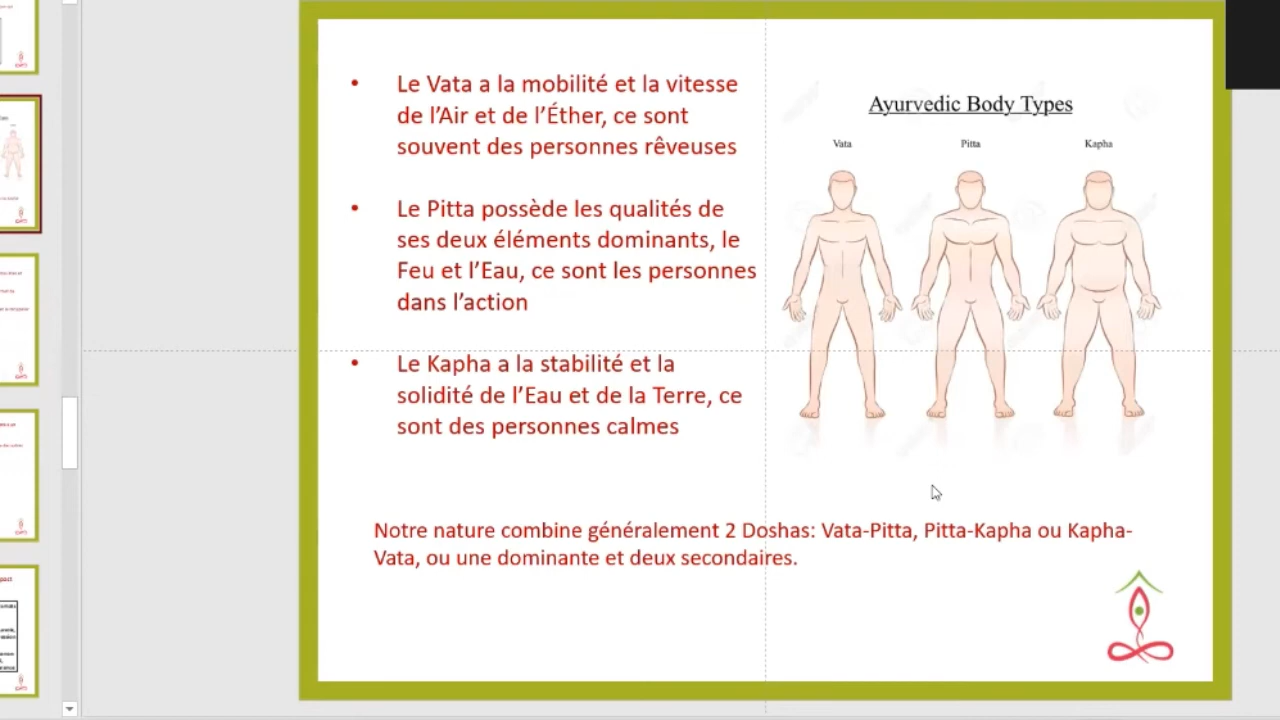 • Le Vata a la mobilité et la vitesse
de l’Air et de l’Éther, ce sont
souvent des personnes rêveuses
• Le Pitta possède les qualités de
ses deux éléments dominants, le
Feu et l’Eau, ce sont les personnes
dans l’action
• Le Kapha a la stabilité et la
solidité de l’Eau et de la Terre, ce
sont des personnes calmes
Ayurvedic Body Types
Vata Pitta Kapha
Notre nature combine généralement 2 Doshas: Vata-Pitta, Pitta-Kapha ou Kapha-
Vata, ou une dominante et deux secondaires.